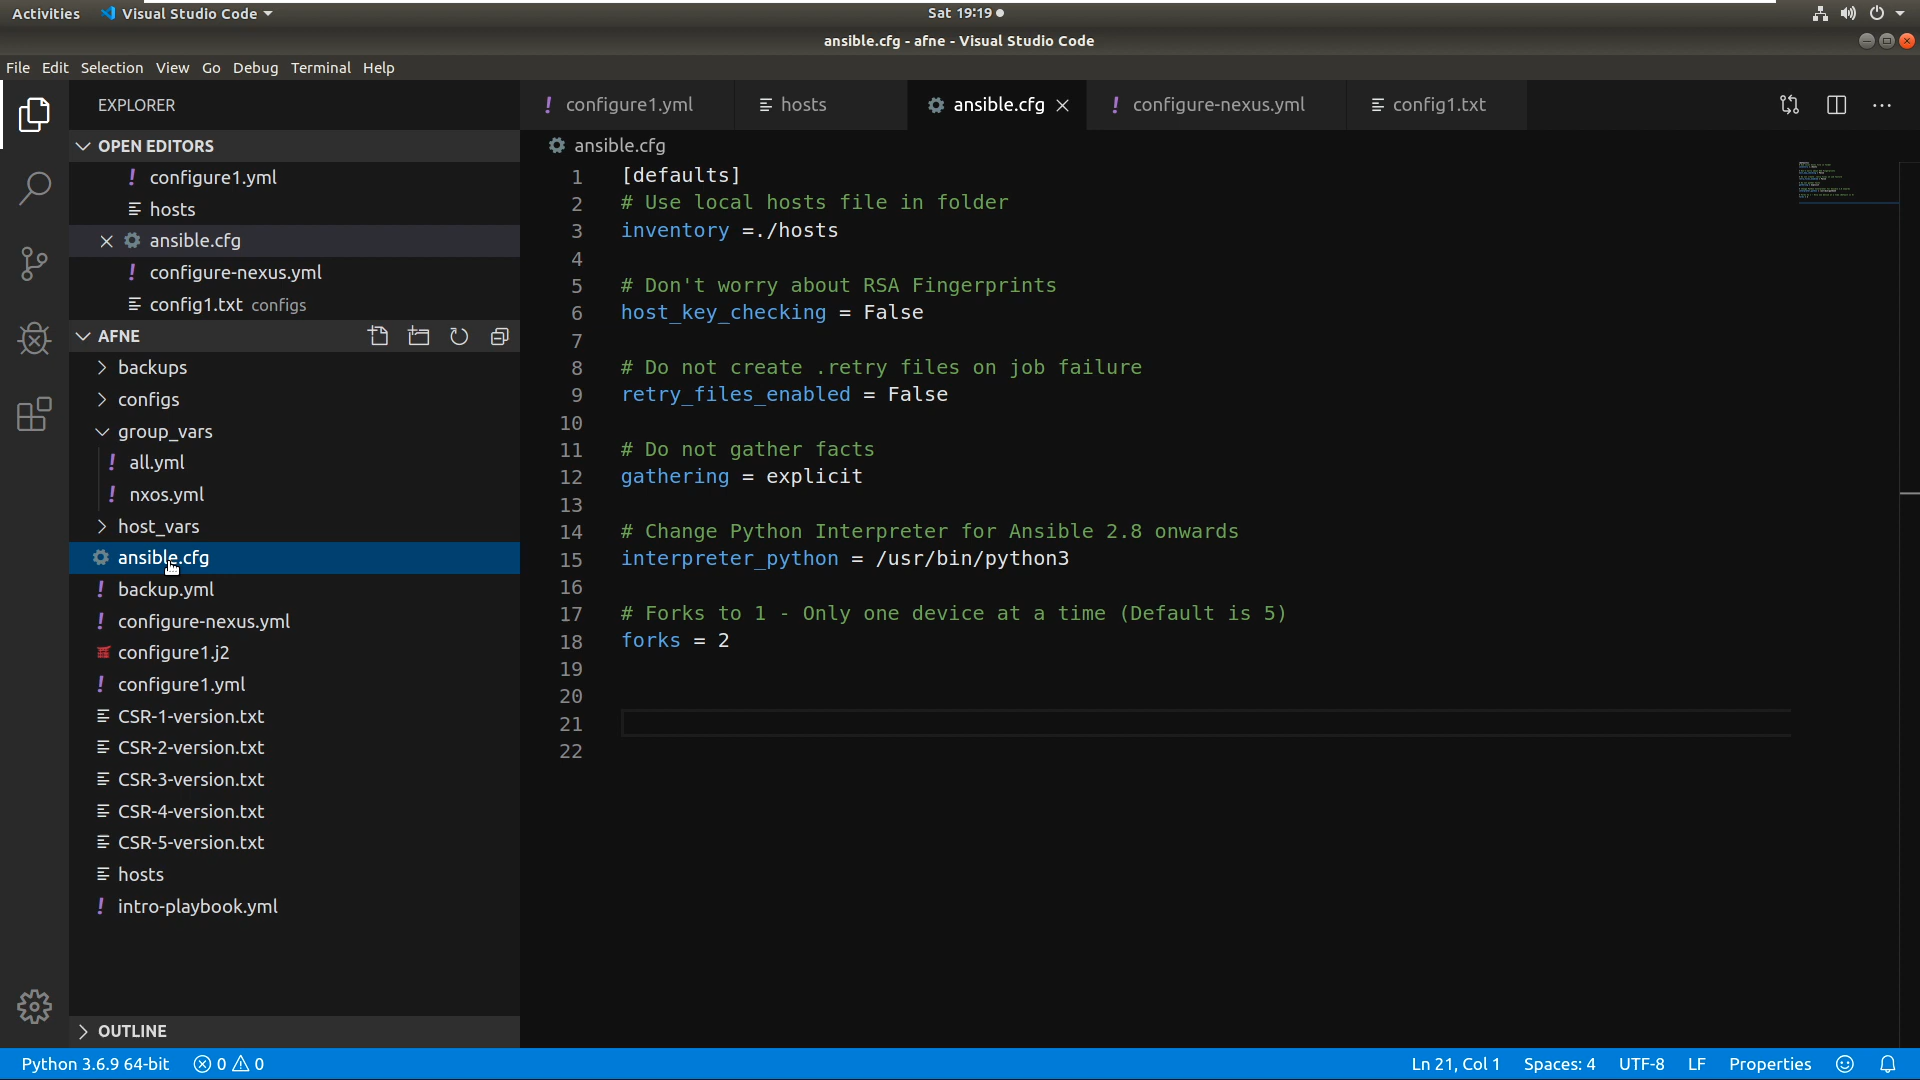 Activities Visual Studio Code Sat 19:19
ansible.cfg - afne - Visual Studio Code
File Edit Selection View Go Debug Terminal Help
EXPLORER
OPEN EDITORS
configure1.yml
hosts
ansible.cfg
configure-nexus.yml
config1.txt configs
AFNE
backups
configs
group_vars
all.yml
nxos.yml
host_vars
ansible.cfg
backup.yml
configure-nexus.yml
configure1.j2
configure1.yml
CSR-1-version.txt
CSR-2-version.txt
CSR-3-version.txt
CSR-4-version.txt
CSR-5-version.txt
hosts
intro-playbook.yml
OUTLINE
configure1.yml hosts ansible.cfg configure-nexus.yml config1.txt
ansible.cfg
1 [defaults]
2 # Use local hosts file in folder
3 inventory =./hosts
4
5 # Don't worry about RSA Fingerprints
6 host_key_checking = False
7
8 # Do not create .retry files on job failure
9 retry_files_enabled = False
10
11 # Do not gather facts
12 gathering = explicit
13
14 # Change Python Interpreter for Ansible 2.8 onwards
15 interpreter_python = /usr/bin/python3
16
17 # Forks to 1 - Only one device at a time (Default is 5)
18 forks = 2
19
20
21
22
Python 3.6.9 64-bit 0 0 Ln 21, Col 1 Spaces: 4 UTF-8 LF Properties